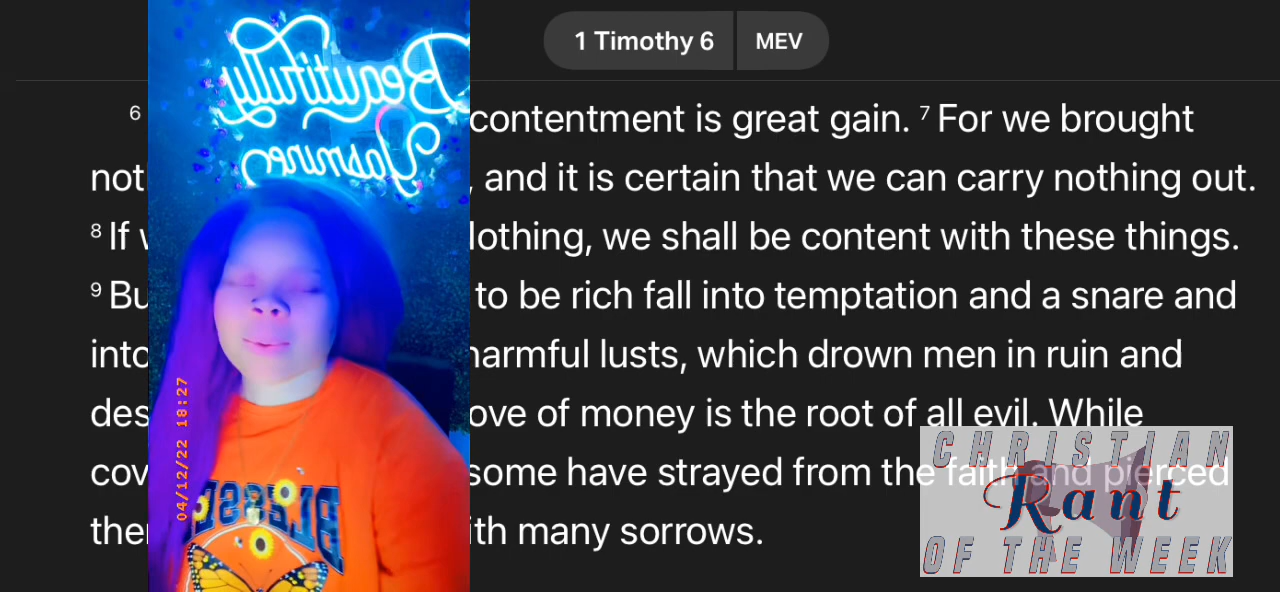 1 Timothy 6 MEV
Beautifully
Yasmineo
6 contentment is great gain. 7 For we brought
not , and it is certain that we can carry nothing out.
8 If lothing, we shall be content with these things.
9 Bu to be rich fall into temptation and a snare and
into harmful lusts, which drown men in ruin and
des ove of money is the root of all evil. While
cov some have strayed from the faith and pierced
ther ith many sorrows.
04/12/22 18:27
BLESSED
CHRISTIAN
Rant
OF THE WEEK